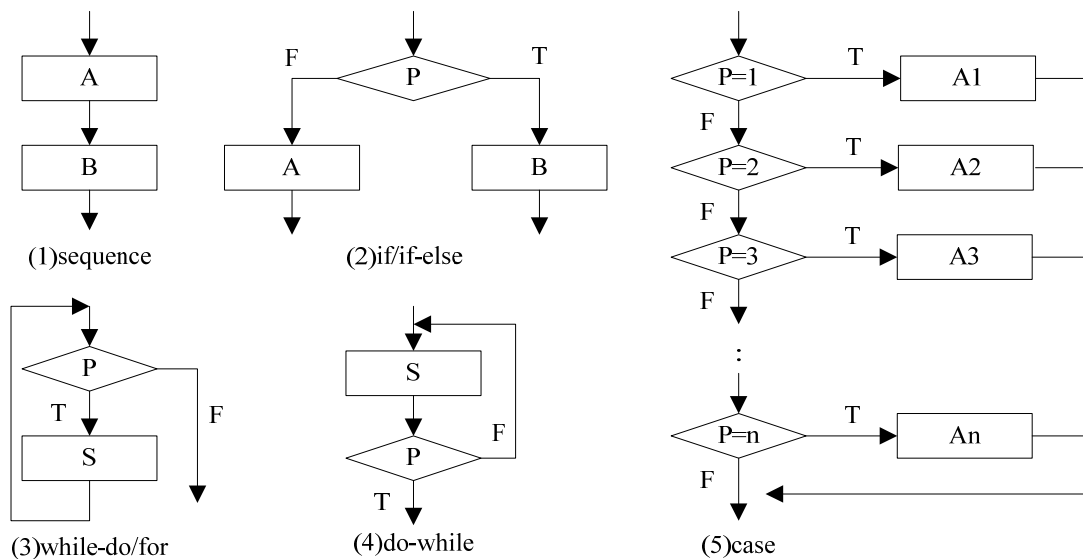 A
B
(1)sequence
F
T
P
A
B
(2)if/if-else
P
T
F
S
(3)while-do/for
S
P
F
T
(4)do-while
P=1
T
A1
F
P=2
T
A2
F
P=3
T
A3
F
:
P=n
T
An
F
(5)case